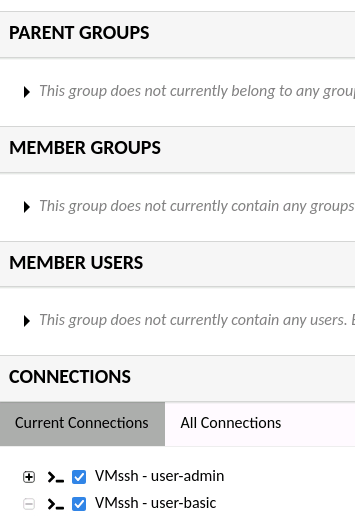 PARENT GROUPS
This group does not currently belong to any
MEMBER GROUPS
This group does not currently contain any groups
MEMBER USERS
This group does not currently contain any users.
CONNECTIONS
Current Connections All Connections
VMssh - user-admin
VMssh - user-basic